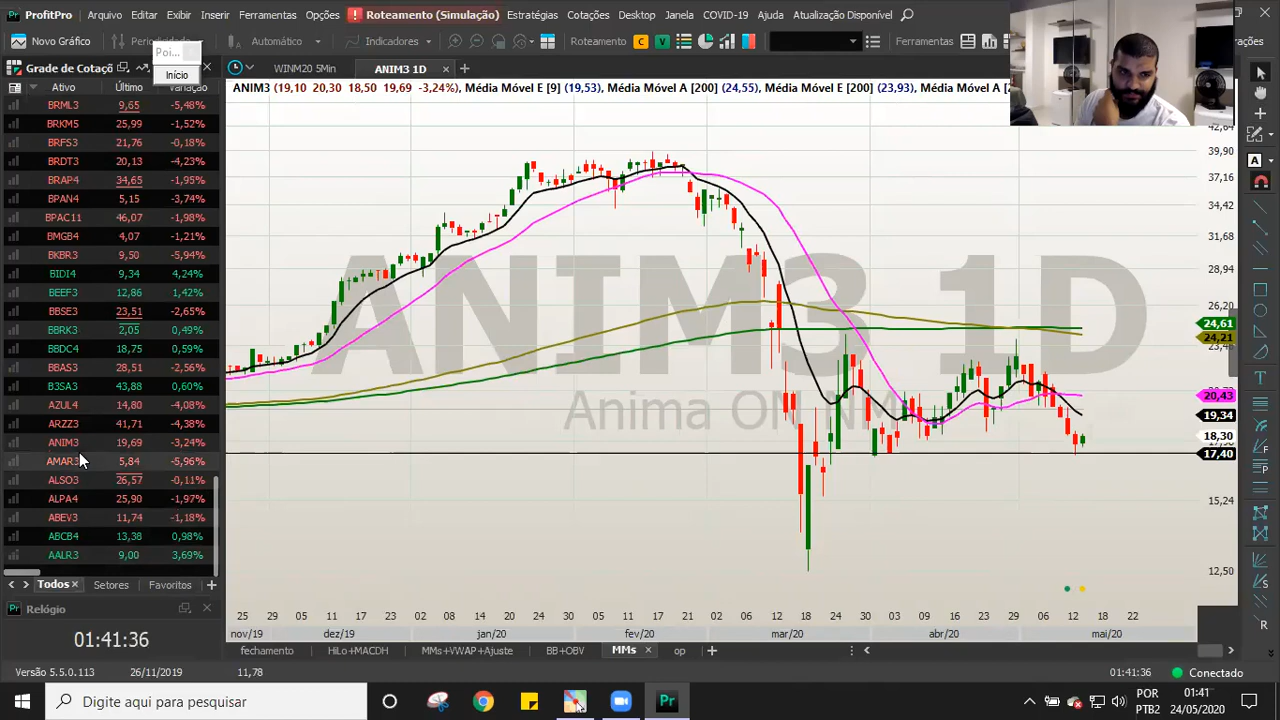 ProfitPro Arquivo Editar Exibir Inserir Ferramentas Opções Roteamento (Simulação) Estratégias Cotações Desktop Janela COVID-19 Ajuda Atualização Disponível
Novo Gráfico Automático Indicadores Roteamento C V Ferramentas
Poi...
Início
Grade de Cotaçã
WINM20 5Min ANIM3 1D
Ativo Último Variação
ANIM3 (19,10 20,30 18,50 19,69 -3,24%), Média Móvel E [9] (19,53), Média Móvel A [200] (24,55), Média Móvel E [200] (23,93), Média Móvel A [2
BRML3 9,65 -5,48%
BRKM5 25,99 -1,52%
BRFS3 21,76 -0,18%
BRDT3 20,13 -4,23%
BRAP4 34,65 -1,95%
BPAN4 5,15 -3,74%
BPAC11 46,07 -1,98%
BMGB4 4,07 -1,21%
BKBR3 9,50 -5,94%
BIDI4 9,34 4,24%
BEEF3 12,86 1,42%
BBSE3 23,51 -2,65%
BBRK3 2,05 0,49%
BBDC4 18,75 0,59%
BBAS3 28,51 -2,56%
B3SA3 43,88 0,60%
AZUL4 14,80 -4,08%
ARZZ3 41,71 -4,38%
ANIM3 19,69 -3,24%
AMAR3 5,84 -5,96%
ALSO3 26,57 -0,11%
ALPA4 25,90 -1,97%
ABEV3 11,74 -1,18%
ABCB4 13,38 0,98%
AALR3 9,00 3,69%
Todos Setores Favoritos
Relógio
01:41:36
ANIM3 1D
Anima ON NM
42,64
39,90
37,16
34,42
31,68
28,94
26,20
24,61
24,21
20,43
19,34
18,30
17,40
15,24
12,50
25 29 06 12 17 23 02 08 14 20 24 30 05 11 17 21 02 06 12 18 24 30 03 09 16 24 29 06 12 18 22
nov/19 dez/19 jan/20 fev/20 mar/20 abr/20 mai/20
fechamento HiLo+MACDH MMs+VWAP+Ajuste BB+OBV MMs op
Versão 5.5.0.113 26/11/2019 11,78 01:41:36 Conectado
Digite aqui para pesquisar
POR
PTB2
01:41
24/05/2020